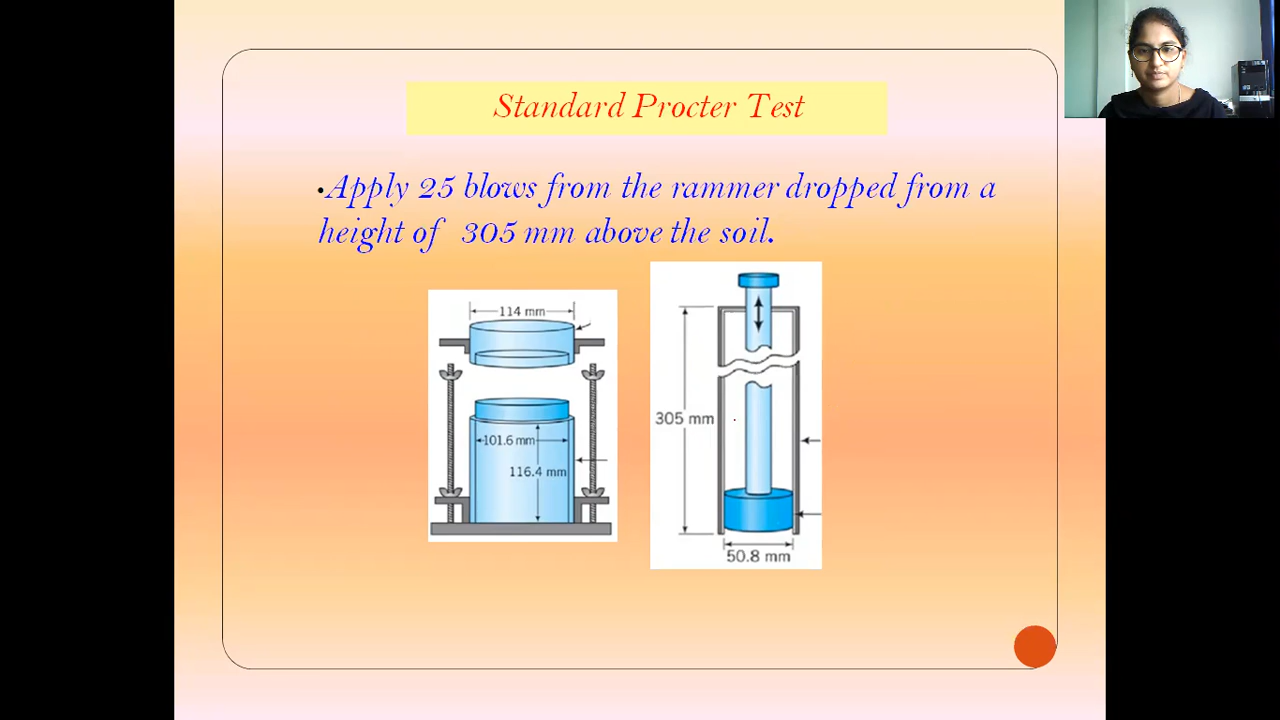 Standard Procter Test
•Apply 25 blows from the rammer dropped from a
height of 305 mm above the soil.
114 mm
101.6 mm
116.4 mm
305 mm
50.8 mm